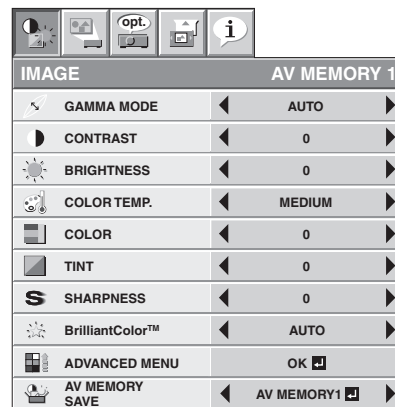 opt.
i
IMAGE AV MEMORY 1
GAMMA MODE AUTO
CONTRAST 0
BRIGHTNESS 0
COLOR TEMP. MEDIUM
COLOR 0
TINT 0
S SHARPNESS 0
BrilliantColor™ AUTO
ADVANCED MENU OK
AV MEMORY
SAVE AV MEMORY1